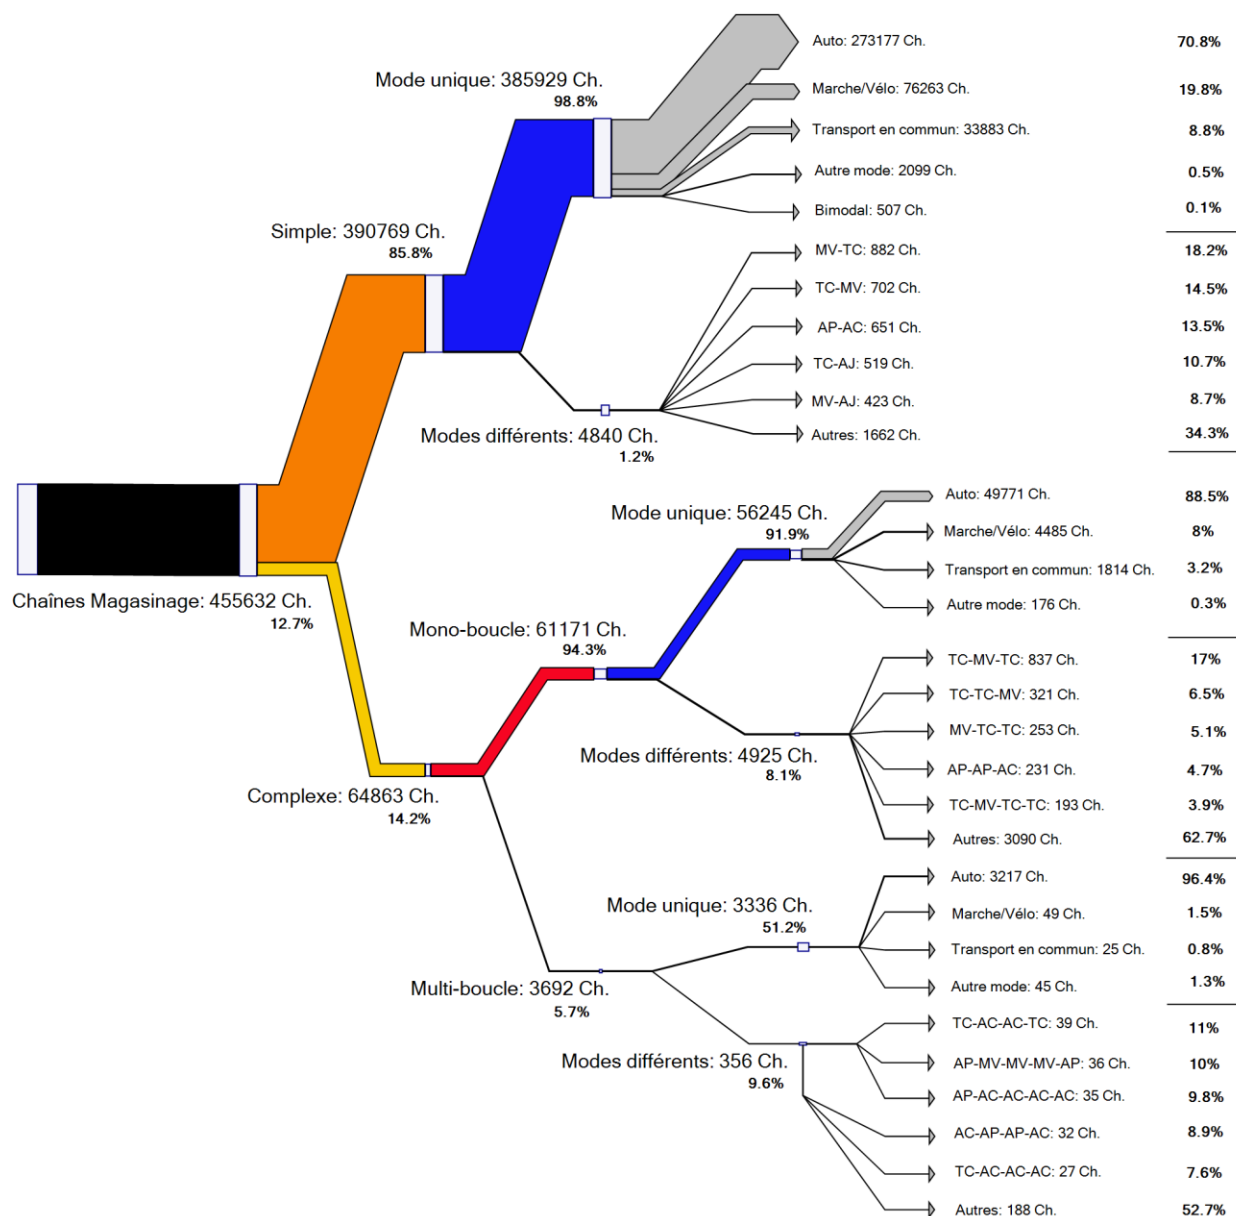 Auto: 273177 Ch. 70.8%
Mode unique: 385929 Ch.
98.8%
Marche/Vélo: 76263 Ch. 19.8%
Transport en commun: 33883 Ch. 8.8%
Autre mode: 2099 Ch. 0.5%
Bimodal: 507 Ch. 0.1%
Simple: 390769 Ch.
85.8%
MV-TC: 882 Ch. 18.2%
TC-MV: 702 Ch. 14.5%
AP-AC: 651 Ch. 13.5%
TC-AJ: 519 Ch. 10.7%
MV-AJ: 423 Ch. 8.7%
Autres: 1662 Ch. 34.3%
Modes différents: 4840 Ch.
1.2%
Auto: 49771 Ch. 88.5%
Mode unique: 56245 Ch.
91.9%
Marche/Vélo: 4485 Ch. 8%
Transport en commun: 1814 Ch. 3.2%
Autre mode: 176 Ch. 0.3%
Chaînes Magasinage: 455632 Ch.
12.7%
Mono-boucle: 61171 Ch.
94.3%
TC-MV-TC: 837 Ch. 17%
TC-TC-MV: 321 Ch. 6.5%
MV-TC-TC: 253 Ch. 5.1%
Modes différents: 4925 Ch.
8.1%
AP-AP-AC: 231 Ch. 4.7%
TC-MV-TC-TC: 193 Ch. 3.9%
Autres: 3090 Ch. 62.7%
Complexe: 64863 Ch.
14.2%
Auto: 3217 Ch. 96.4%
Mode unique: 3336 Ch.
51.2%
Marche/Vélo: 49 Ch. 1.5%
Transport en commun: 25 Ch. 0.8%
Autre mode: 45 Ch. 1.3%
Multi-boucle: 3692 Ch.
5.7%
TC-AC-AC-TC: 39 Ch. 11%
Modes différents: 356 Ch.
9.6%
AP-MV-MV-MV-AP: 36 Ch. 10%
AP-AC-AC-AC-AC: 35 Ch. 9.8%
AC-AP-AP-AC: 32 Ch. 8.9%
TC-AC-AC-AC: 27 Ch. 7.6%
Autres: 188 Ch. 52.7%